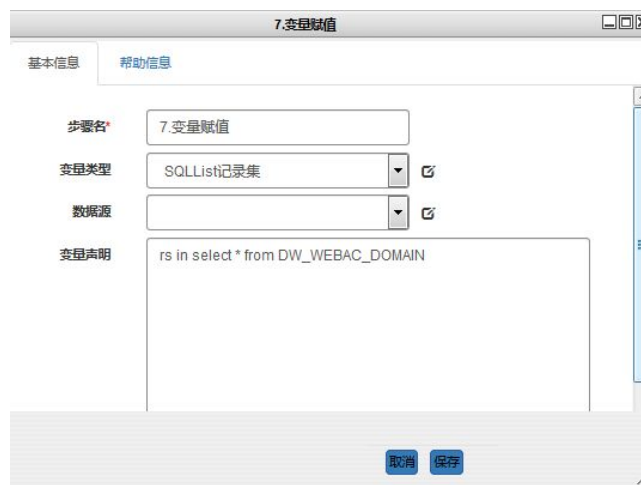 7.变量赋值
基本信息 帮助信息
步骤名* 7.变量赋值
变量类型 SQLList记录集
数据源
变量声明 rs in select * from DW_WEBAC_DOMAIN
取消 保存